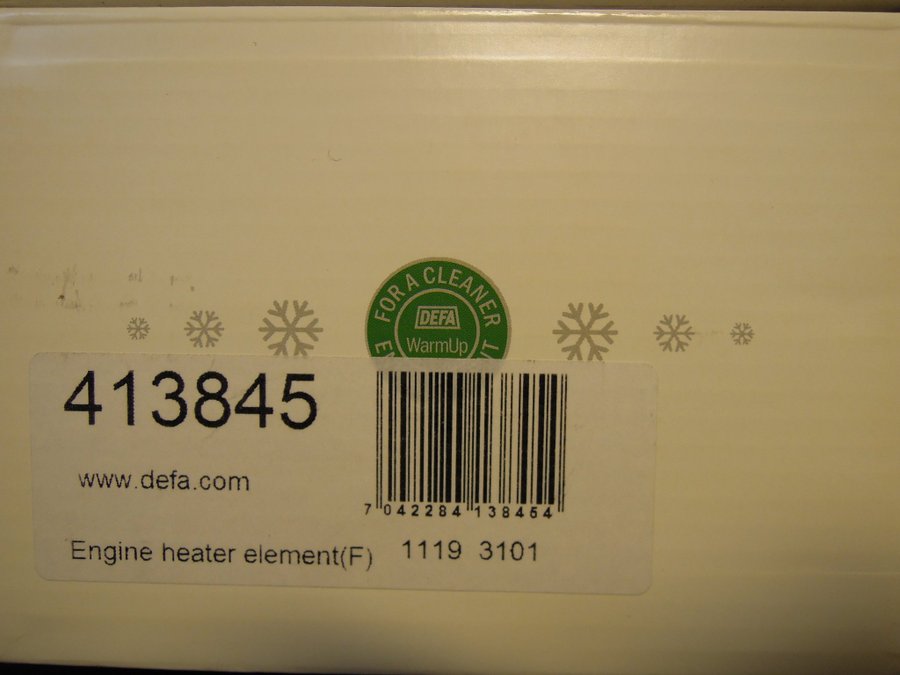 FOR A CLEANER
DEFA
WarmUp
413845
www.defa.com
7 042284 138454
Engine heater element(F) 1119 3101